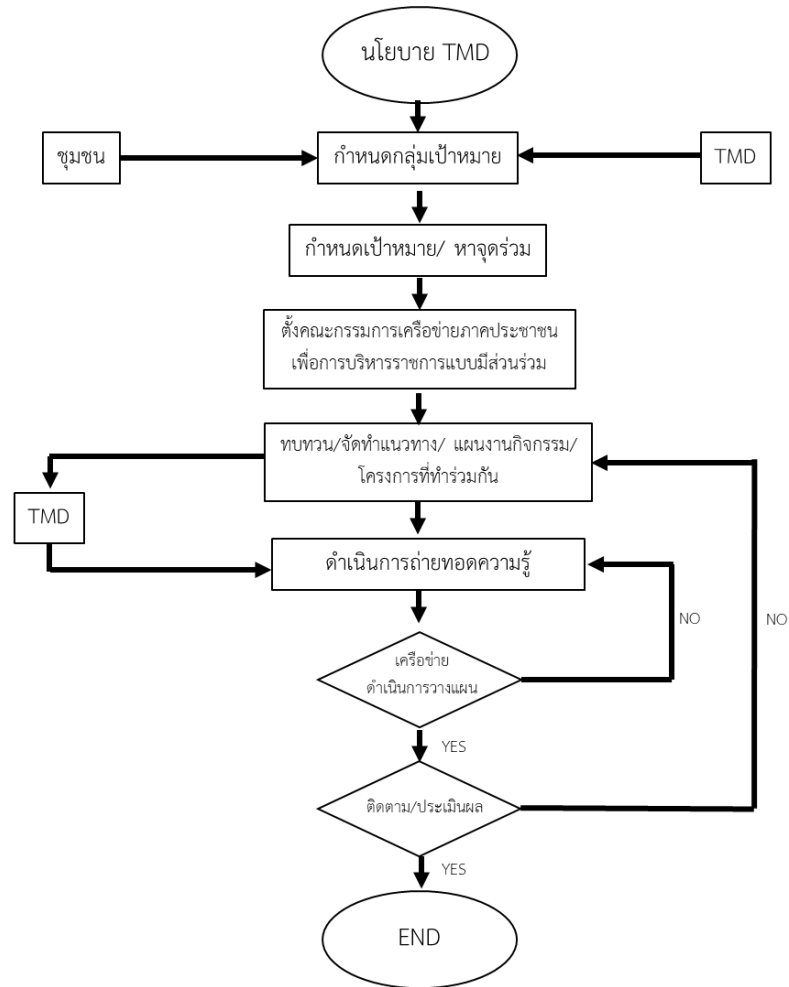 นโยบาย TMD
ชุมชน
กำหนดกลุ่มเป้าหมาย
TMD
กำหนดเป้าหมาย/ หาจุดร่วม
ตั้งคณะกรรมการเครือข่ายภาคประชาชน
เพื่อการบริหารราชการแบบมีส่วนร่วม
ทบทวน/จัดทำแนวทาง/ แผนงานกิจกรรม/
โครงการที่ทำร่วมกัน
TMD
ดำเนินการถ่ายทอดความรู้
NO
NO
เครือข่าย
ดำเนินการวางแผน
YES
ติดตาม/ประเมินผล
YES
END